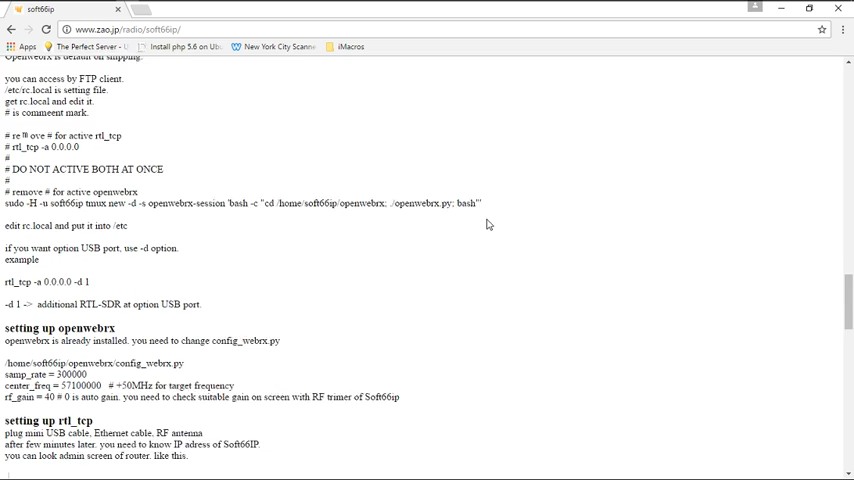 soft66ip
www.zao.jp/radio/soft66ip/
Apps The Perfect Server - U Install php 5.6 on Ubu New York City Scanne iMacros
Openwebrx is default on shipping.
you can access by FTP client.
/etc/rc.local is setting file.
get rc.local and edit it.
# is commeent mark.
# remove # for active rtl_tcp
# rtl_tcp -a 0.0.0.0
#
# DO NOT ACTIVE BOTH AT ONCE
#
# remove # for active openwebrx
sudo -H -u soft66ip tmux new -d -s openwebrx-session 'bash -c "cd /home/soft66ip/openwebrx; ./openwebrx.py; bash"'
edit rc.local and put it into /etc
if you want option USB port, use -d option.
example
rtl_tcp -a 0.0.0.0 -d 1
-d 1 -> additional RTL-SDR at option USB port.
setting up openwebrx
openwebrx is already installed. you need to change config_webrx.py
/home/soft66ip/openwebrx/config_webrx.py
samp_rate = 300000
center_freq = 57100000 # +50MHz for target frequency
rf_gain = 40 # 0 is auto gain. you need to check suitable gain on screen with RF trimer of Soft66ip
setting up rtl_tcp
plug mini USB cable, Ethernet cable, RF antenna
after few minutes later. you need to know IP adress of Soft66IP.
you can look admin screen of router. like this.